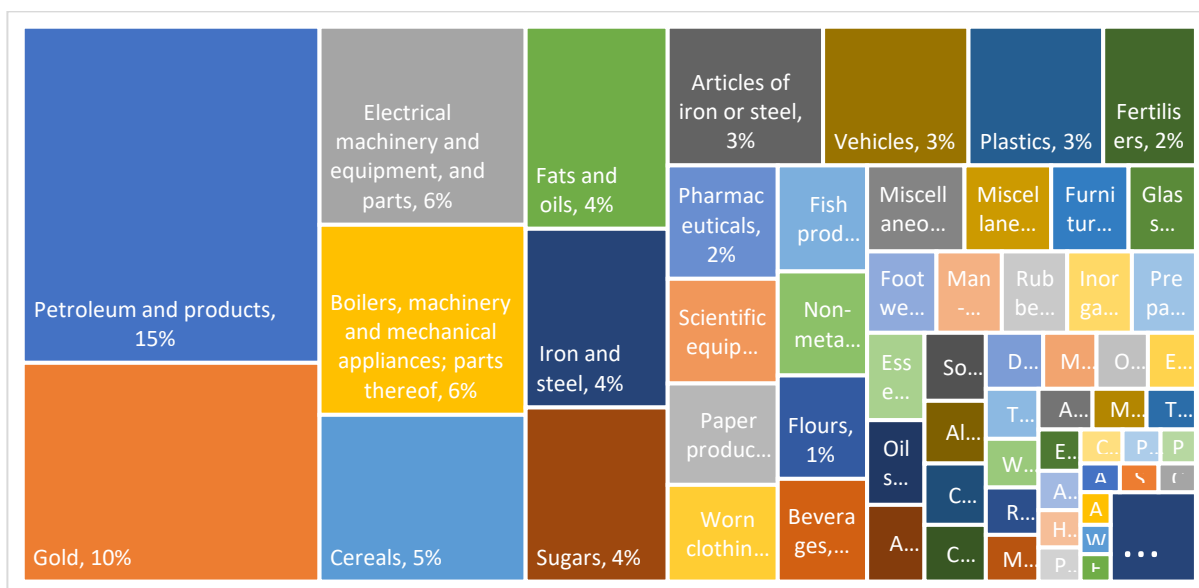 Petroleum and products,
15%
Gold, 10%
Electrical
machinery and
equipment, and
parts, 6%
Boilers, machinery
and mechanical
appliances; parts
thereof, 6%
Cereals, 5%
Fats and
oils, 4%
Iron and
steel, 4%
Sugars, 4%
Articles of
iron or steel,
3%
Vehicles, 3%
Plastics, 3%
Fertilis
ers, 2%
Pharmac
euticals,
2%
Scientific
equip...
Paper
produc...
Worn
clothin...
Fish
prod...
Non-
meta...
Flours,
1%
Bevera
ges,...
Miscell
aneo...
Miscel
lane...
Furni
tur...
Glas
s...
Foot
we...
Man-
...
Rub
be...
Inor
ga...
Pre
pa...
Ess
e...
Oil
s...
A...
So...
Al...
C...
C...
D...
M...
O...
E...
T...
W...
R...
M...
A...
M...
T...
E...
A...
H...
P...
C...
P...
P
A
S
A
W
...